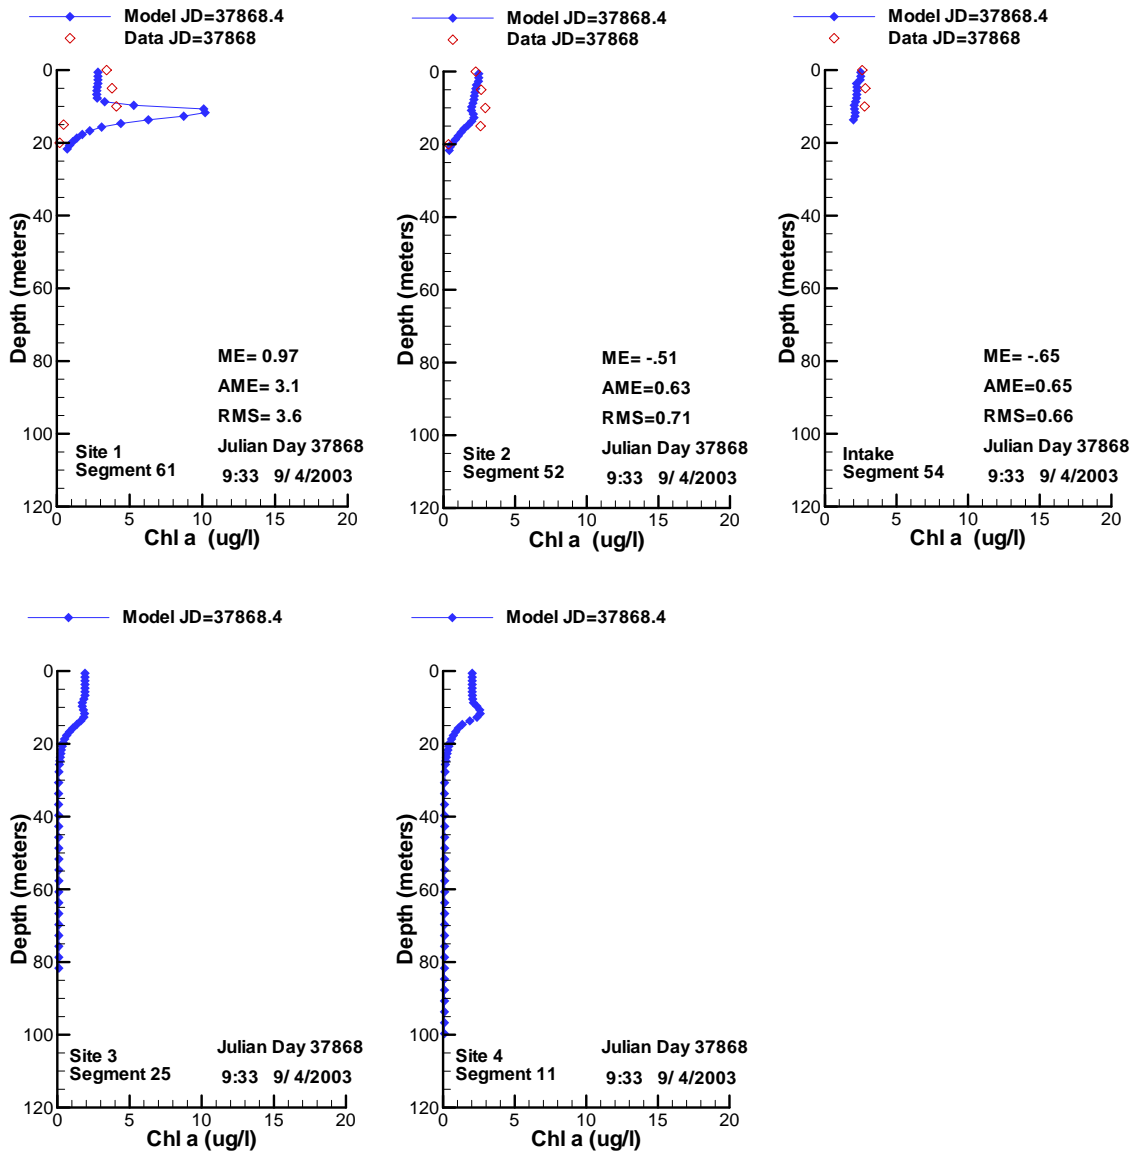 Model JD=37868.4
Data JD=37868
0
20
40
60
80
100
120
Depth (meters)
ME= 0.97
AME= 3.1
RMS= 3.6
Julian Day 37868
9:33 9/ 4/2003
Site 1
Segment 61
0 5 10 15 20
Chl a (ug/l)
Model JD=37868.4
Data JD=37868
0
20
40
60
80
100
120
Depth (meters)
ME= -.51
AME=0.63
RMS=0.71
Julian Day 37868
9:33 9/ 4/2003
Site 2
Segment 52
0 5 10 15 20
Chl a (ug/l)
Model JD=37868.4
Data JD=37868
0
20
40
60
80
100
120
Depth (meters)
ME= -.65
AME=0.65
RMS=0.66
Julian Day 37868
9:33 9/ 4/2003
Intake
Segment 54
0 5 10 15 20
Chl a (ug/l)
Model JD=37868.4
0
20
40
60
80
100
120
Depth (meters)
Julian Day 37868
9:33 9/ 4/2003
Site 3
Segment 25
0 5 10 15 20
Chl a (ug/l)
Model JD=37868.4
0
20
40
60
80
100
120
Depth (meters)
Julian Day 37868
9:33 9/ 4/2003
Site 4
Segment 11
0 5 10 15 20
Chl a (ug/l)